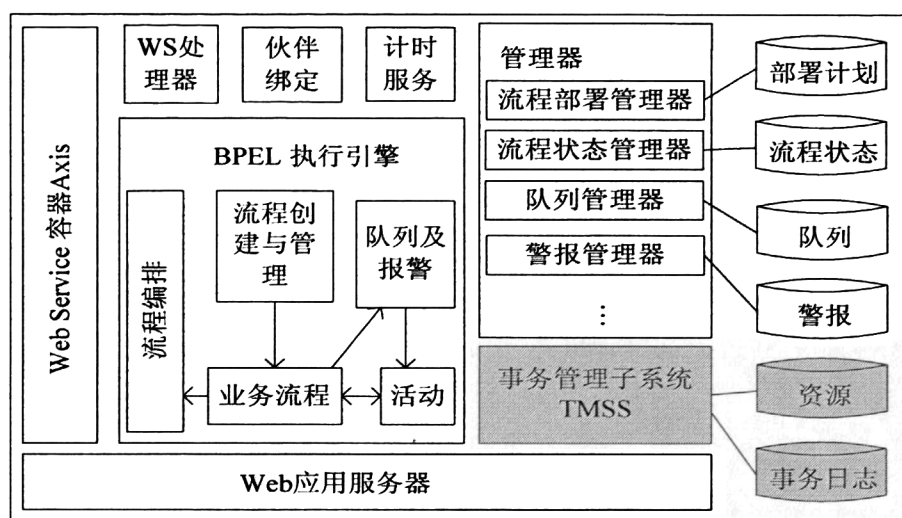 Web Service 容器Axis
WS处
理器
伙伴
绑定
计时
服务
BPEL 执行引擎
流程编排
流程创
建与管
理
队列及
报警
业务流程
活动
管理器
流程部署管理器
流程状态管理器
队列管理器
警报管理器
⋮
事务管理子系统
TMSS
部署计划
流程状态
队列
警报
资源
事务日志
Web应用服务器